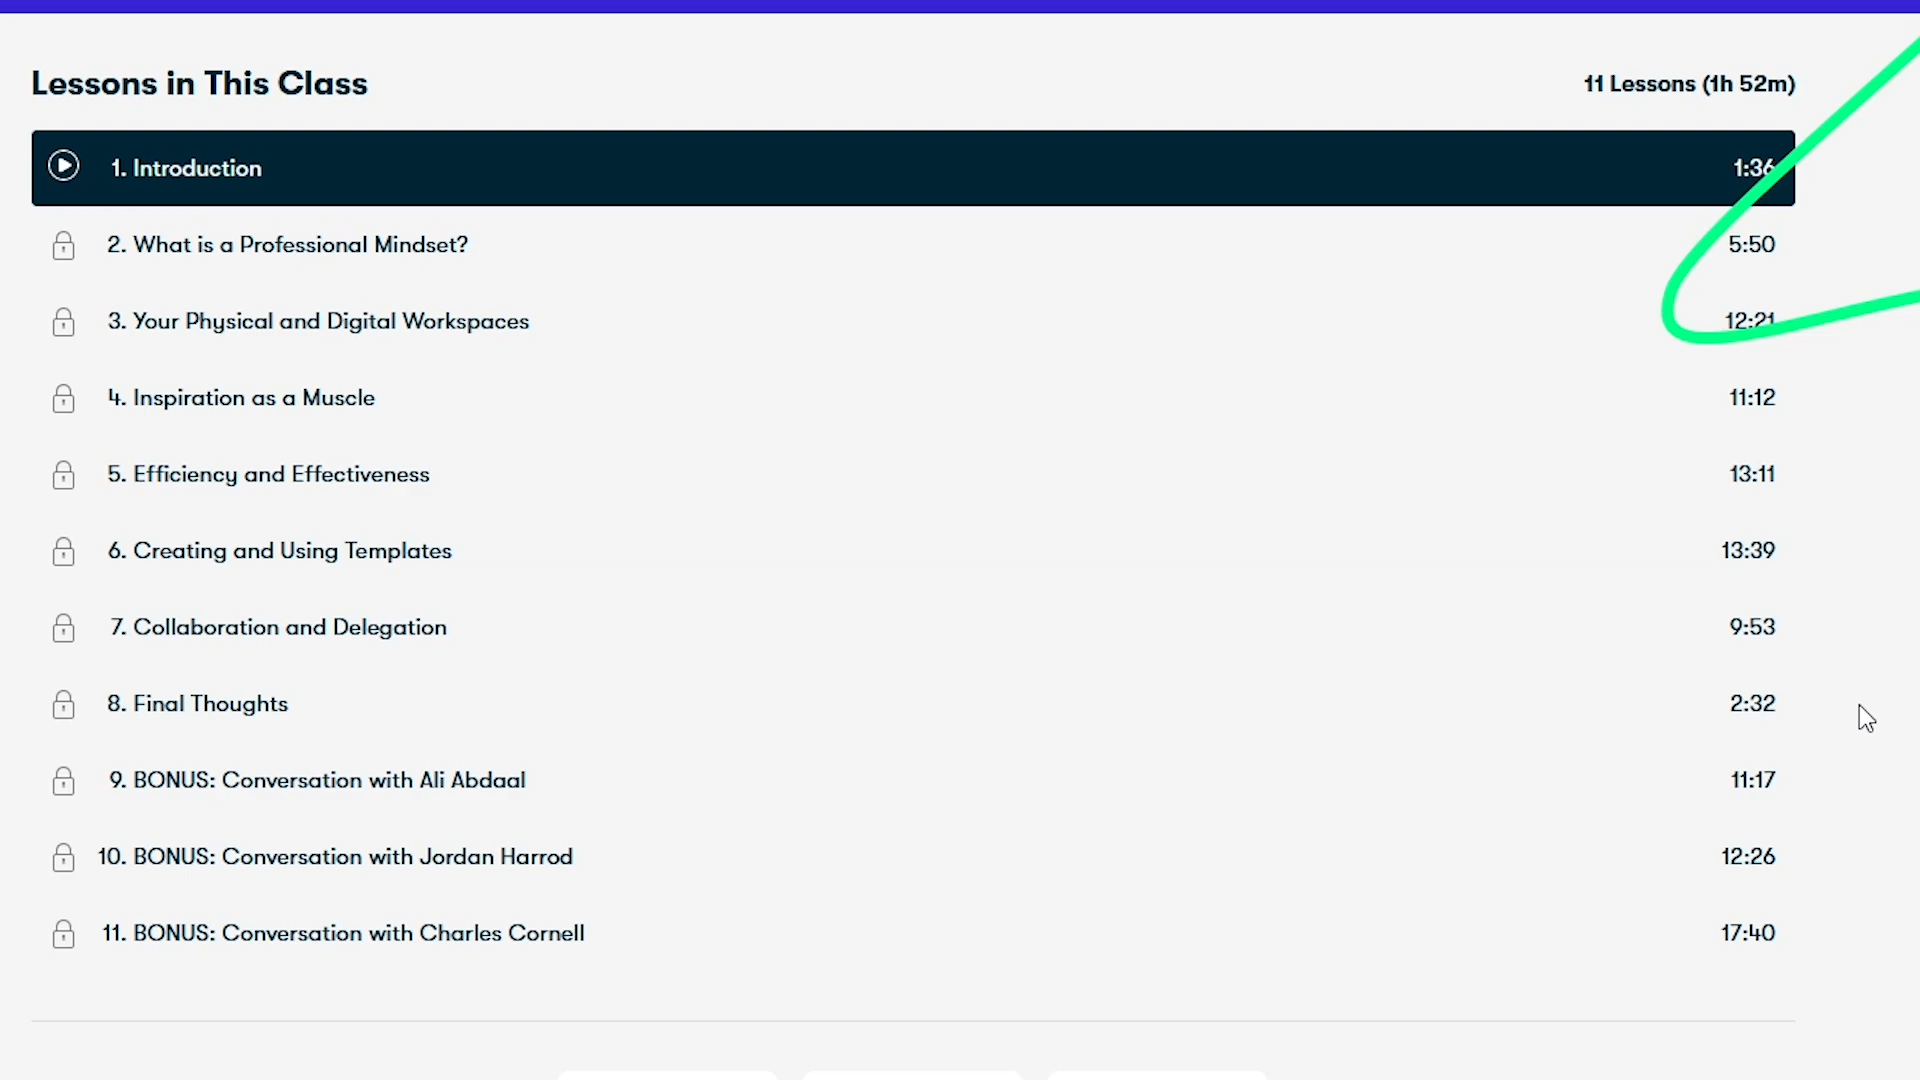 Lessons in This Class
11 Lessons (1h 52m)
1. Introduction 1:36
2. What is a Professional Mindset? 5:50
3. Your Physical and Digital Workspaces 12:21
4. Inspiration as a Muscle 11:12
5. Efficiency and Effectiveness 13:11
6. Creating and Using Templates 13:39
7. Collaboration and Delegation 9:53
8. Final Thoughts 2:32
9. BONUS: Conversation with Ali Abdaal 11:17
10. BONUS: Conversation with Jordan Harrod 12:26
11. BONUS: Conversation with Charles Cornell 17:40